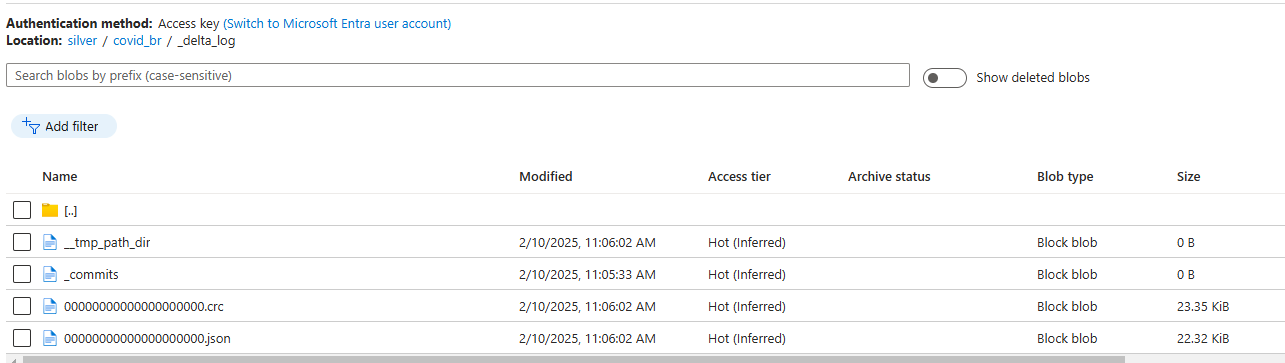 Authentication method: Access key (Switch to Microsoft Entra user account)
Location: silver / covid_br / _delta_log
Search blobs by prefix (case-sensitive)
Show deleted blobs
Add filter
Name Modified Access tier Archive status Blob type Size
[..]
__tmp_path_dir 2/10/2025, 11:06:02 AM Hot (Inferred) Block blob 0 B
_commits 2/10/2025, 11:05:33 AM Hot (Inferred) Block blob 0 B
00000000000000000000.crc 2/10/2025, 11:06:02 AM Hot (Inferred) Block blob 23.35 KiB
00000000000000000000.json 2/10/2025, 11:06:02 AM Hot (Inferred) Block blob 22.32 KiB